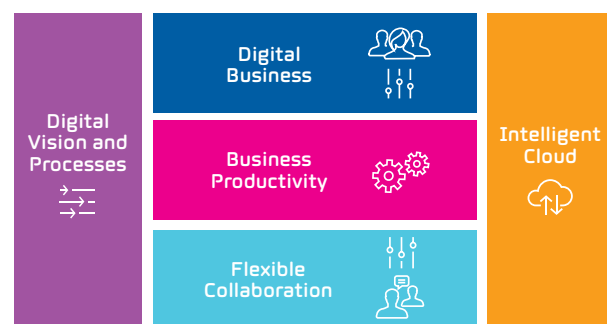 Digital
Vision and
Processes
Digital
Business
Business
Productivity
Flexible
Collaboration
Intelligent
Cloud